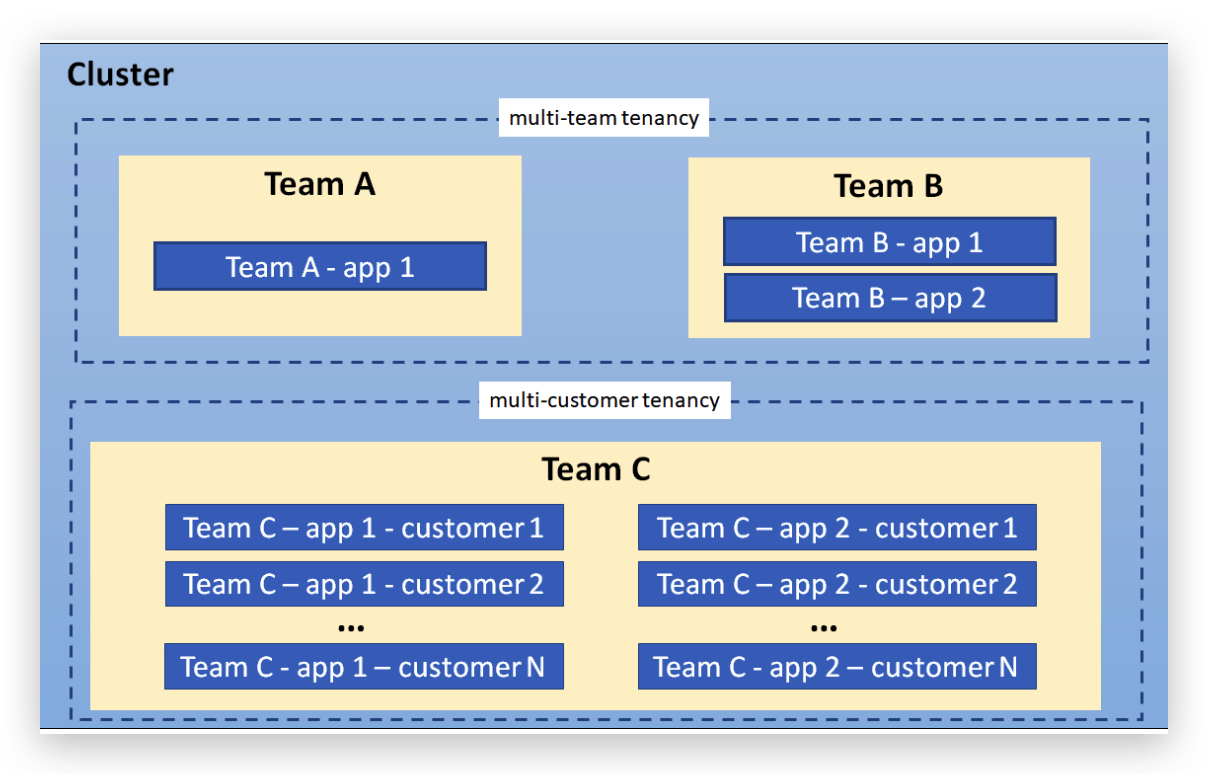 Cluster
multi-team tenancy
Team A
Team A - app 1
Team B
Team B - app 1
Team B – app 2
multi-customer tenancy
Team C
Team C – app 1 - customer 1
Team C – app 2 - customer 1
Team C – app 1 - customer 2
Team C – app 2 - customer 2
... ...
Team C - app 1 – customer N
Team C - app 2 – customer N